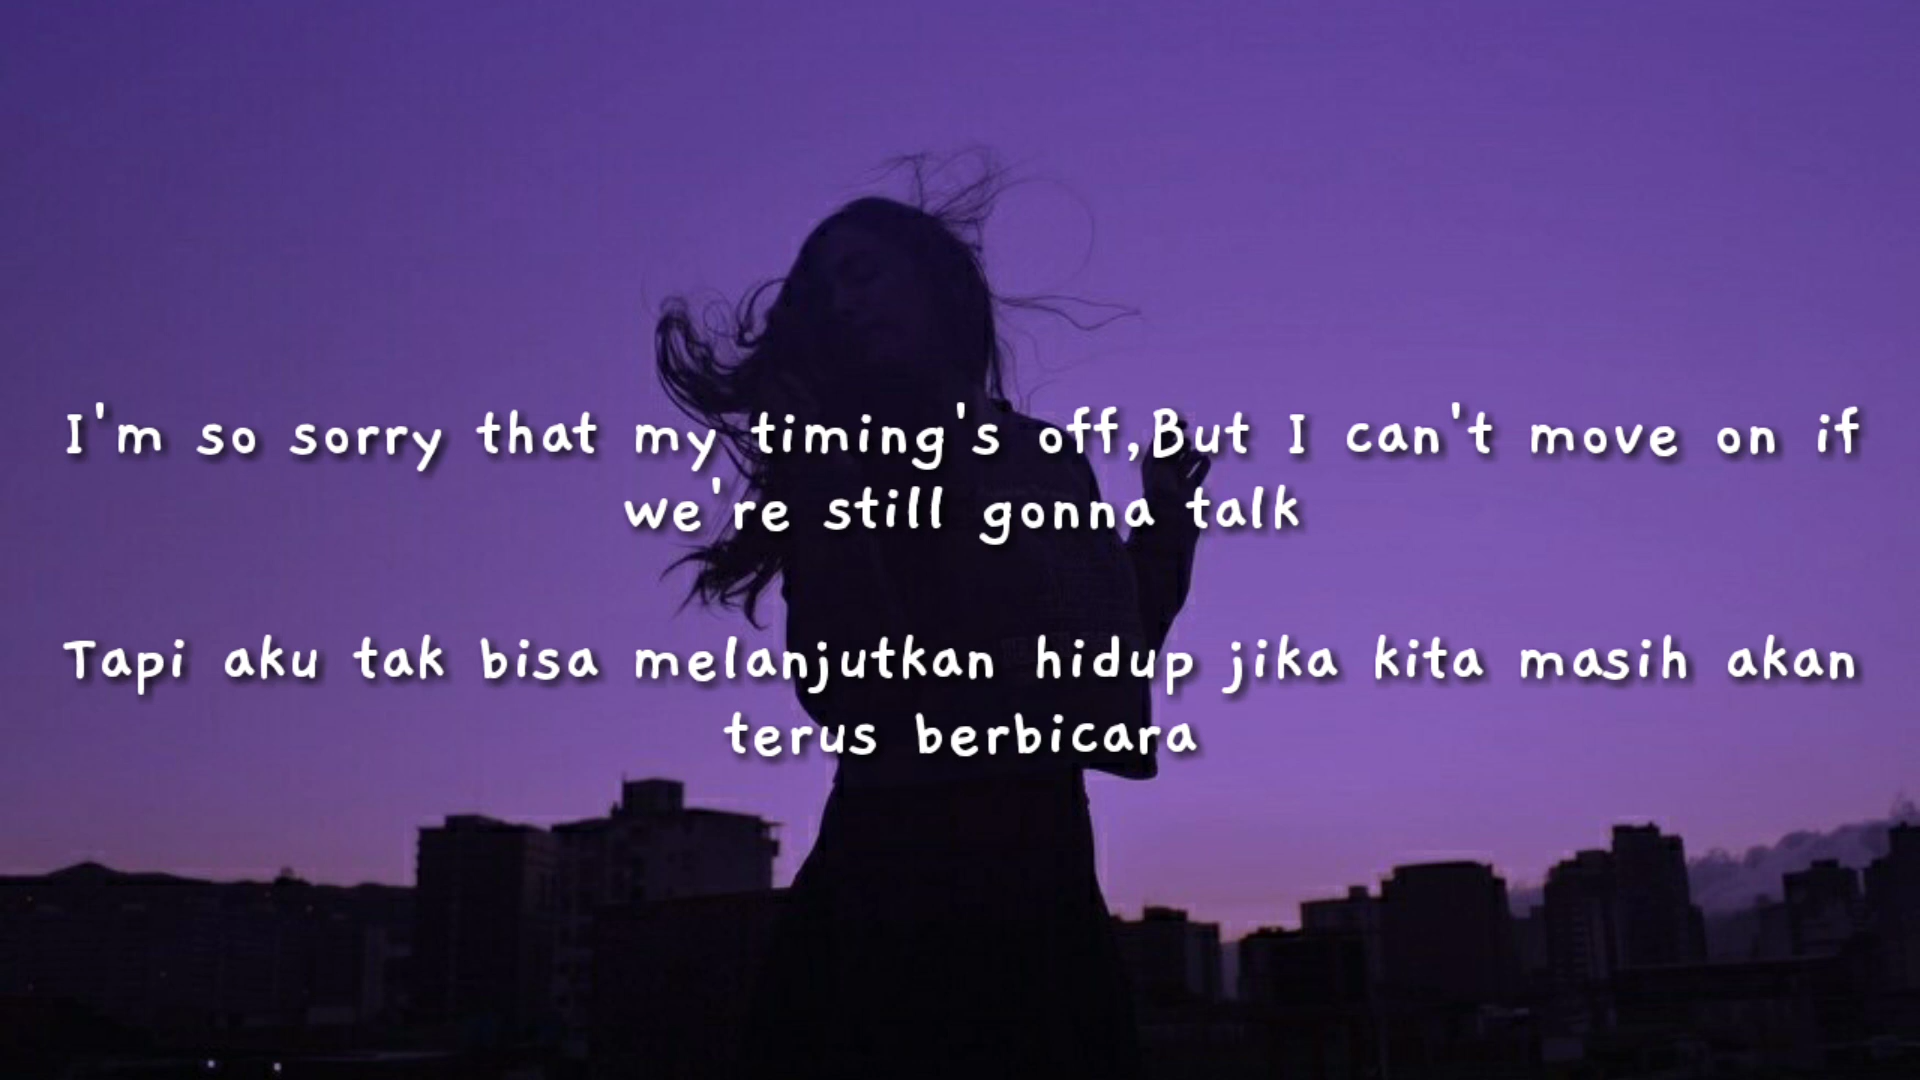 I'm so sorry that my timing's off,But I can't move on if
we're still gonna talk
Tapi aku tak bisa melanjutkan hidup jika kita masih akan
terus berbicara